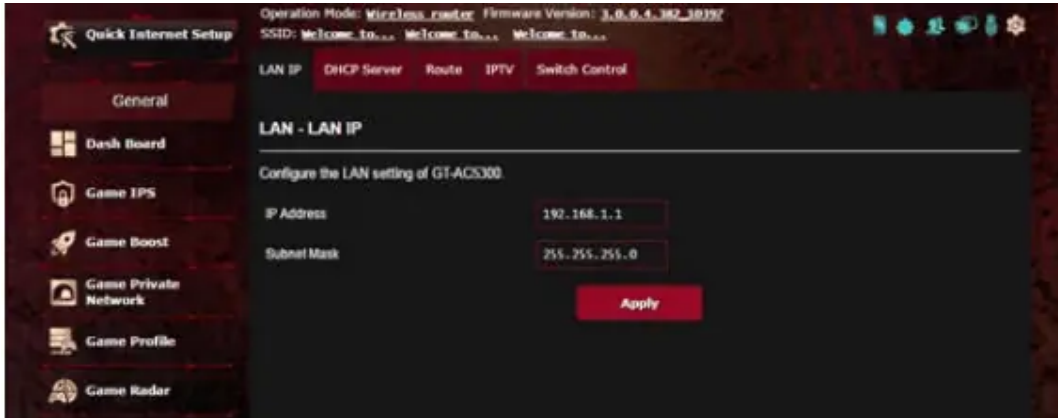 Quick Internet Setup
Operation Mode: Wireless router Firmware Version: 3.0.0.4.382_10397
SSID: Welcome to... Welcome to... Welcome to...
LAN IP DHCP Server Route IPTV Switch Control
General
Dash Board
Game IPS
Game Boost
Game Private
Network
Game Profile
Game Radar
LAN - LAN IP
Configure the LAN setting of GT-AC5300.
IP Address 192.168.1.1
Subnet Mask 255.255.255.0
Apply